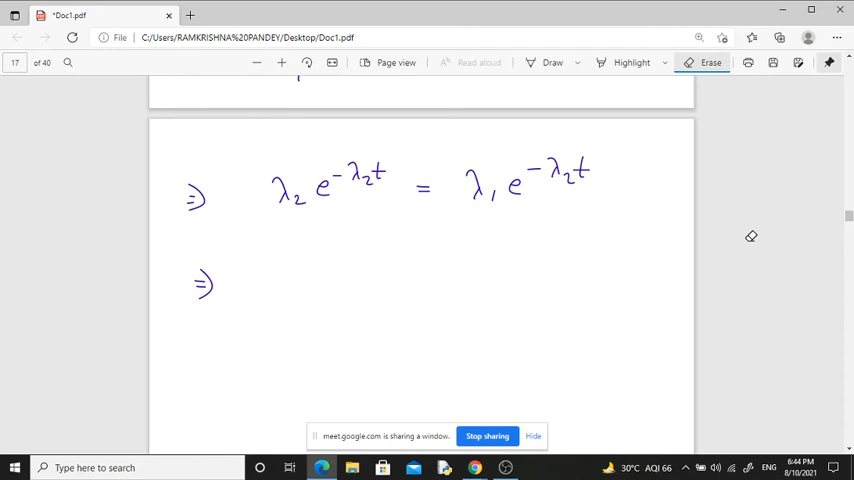 *Doc1.pdf
File C:/Users/RAMKRISHNA%20PANDEY/Desktop/Doc1.pdf
17 of 40 Page view Read aloud Draw Highlight Erase
⇒ λ₂ e^{-λ₂t} = λ₁ e^{-λ₂t}
⇒
meet.google.com is sharing a window. Stop sharing Hide
Type here to search 30°C AQI 66 ENG 6:44 PM
8/10/2021